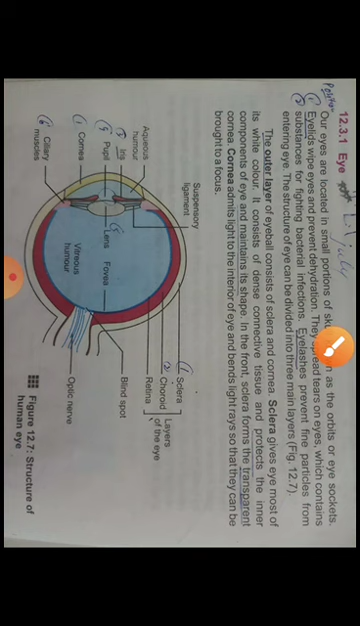 12.3.1 Eye
Our eyes are located in small portions of as the orbits or eye sockets.
Eyelids wipe eyes and prevent dehydration. They spread tears on eyes, which contains
substances for fighting bacterial infections. Eyelashes prevent fine particles from
entering eye. The structure of eye can be divided into three main layers (Fig. 12.7).
The outer layer of eyeball consists of sclera and cornea. Sclera gives eye most of
its white colour. It consists of dense connective tissue and protects the inner
components of eye and maintains its shape. In the front, sclera forms the transparent
cornea. Cornea admits light to the interior of eye and bends light rays so that they can be
brought to a focus.
Suspensory
ligament
Aqueous
humour
Iris
Pupil
Cornea
Ciliary
muscles
Lens
Fovea
Vitreous
humour
Sclera
Choroid
Retina
Layers
of the eye
Blind spot
Optic nerve
Figure 12.7: Structure of
human eye